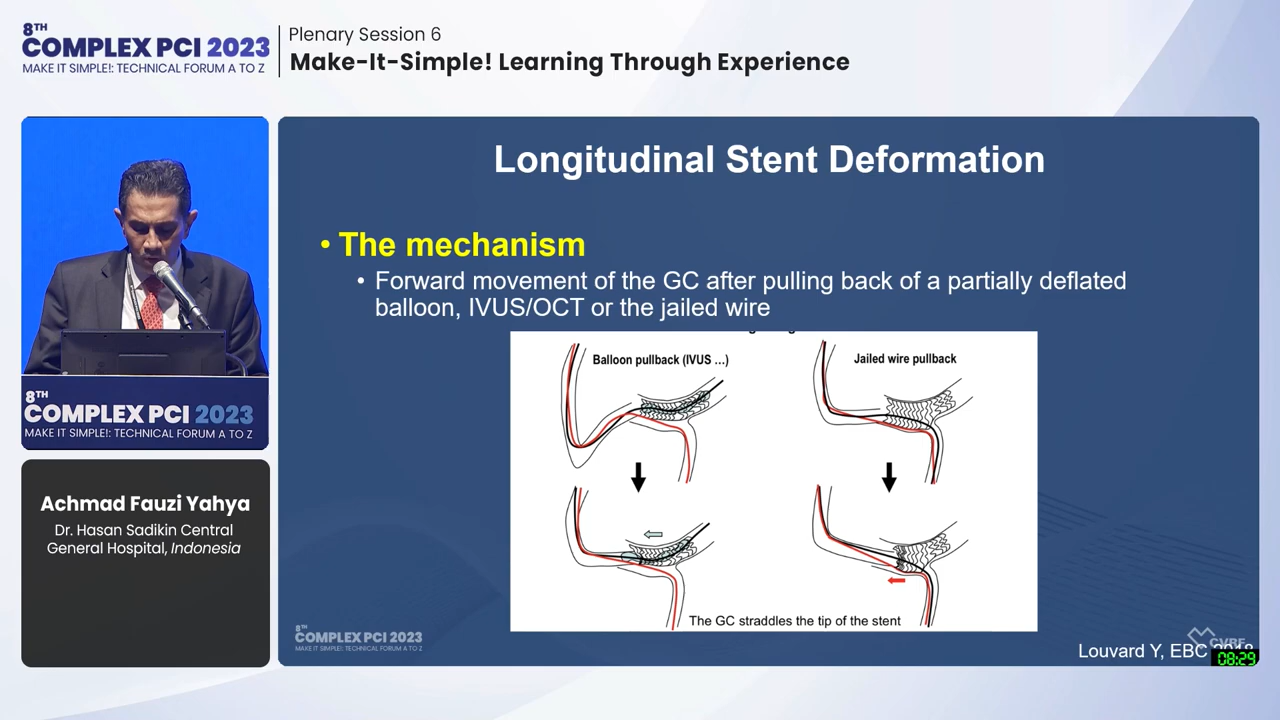 8TH
COMPLEX PCI 2023
MAKE IT SIMPLE!: TECHNICAL FORUM A TO Z
Plenary Session 6
Make-It-Simple! Learning Through Experience
Longitudinal Stent Deformation
• The mechanism
• Forward movement of the GC after pulling back of a partially deflated
balloon, IVUS/OCT or the jailed wire
Balloon pullback (IVUS ...)
Jailed wire pullback
The GC straddles the tip of the stent
8TH
COMPLEX PCI 2023
MAKE IT SIMPLE!: TECHNICAL FORUM A TO Z
Louvard Y, EBC
CVRF
08:29
8TH
COMPLEX PCI 2023
MAKE IT SIMPLE!: TECHNICAL FORUM A TO Z
Achmad Fauzi Yahya
Dr. Hasan Sadikin Central
General Hospital, Indonesia